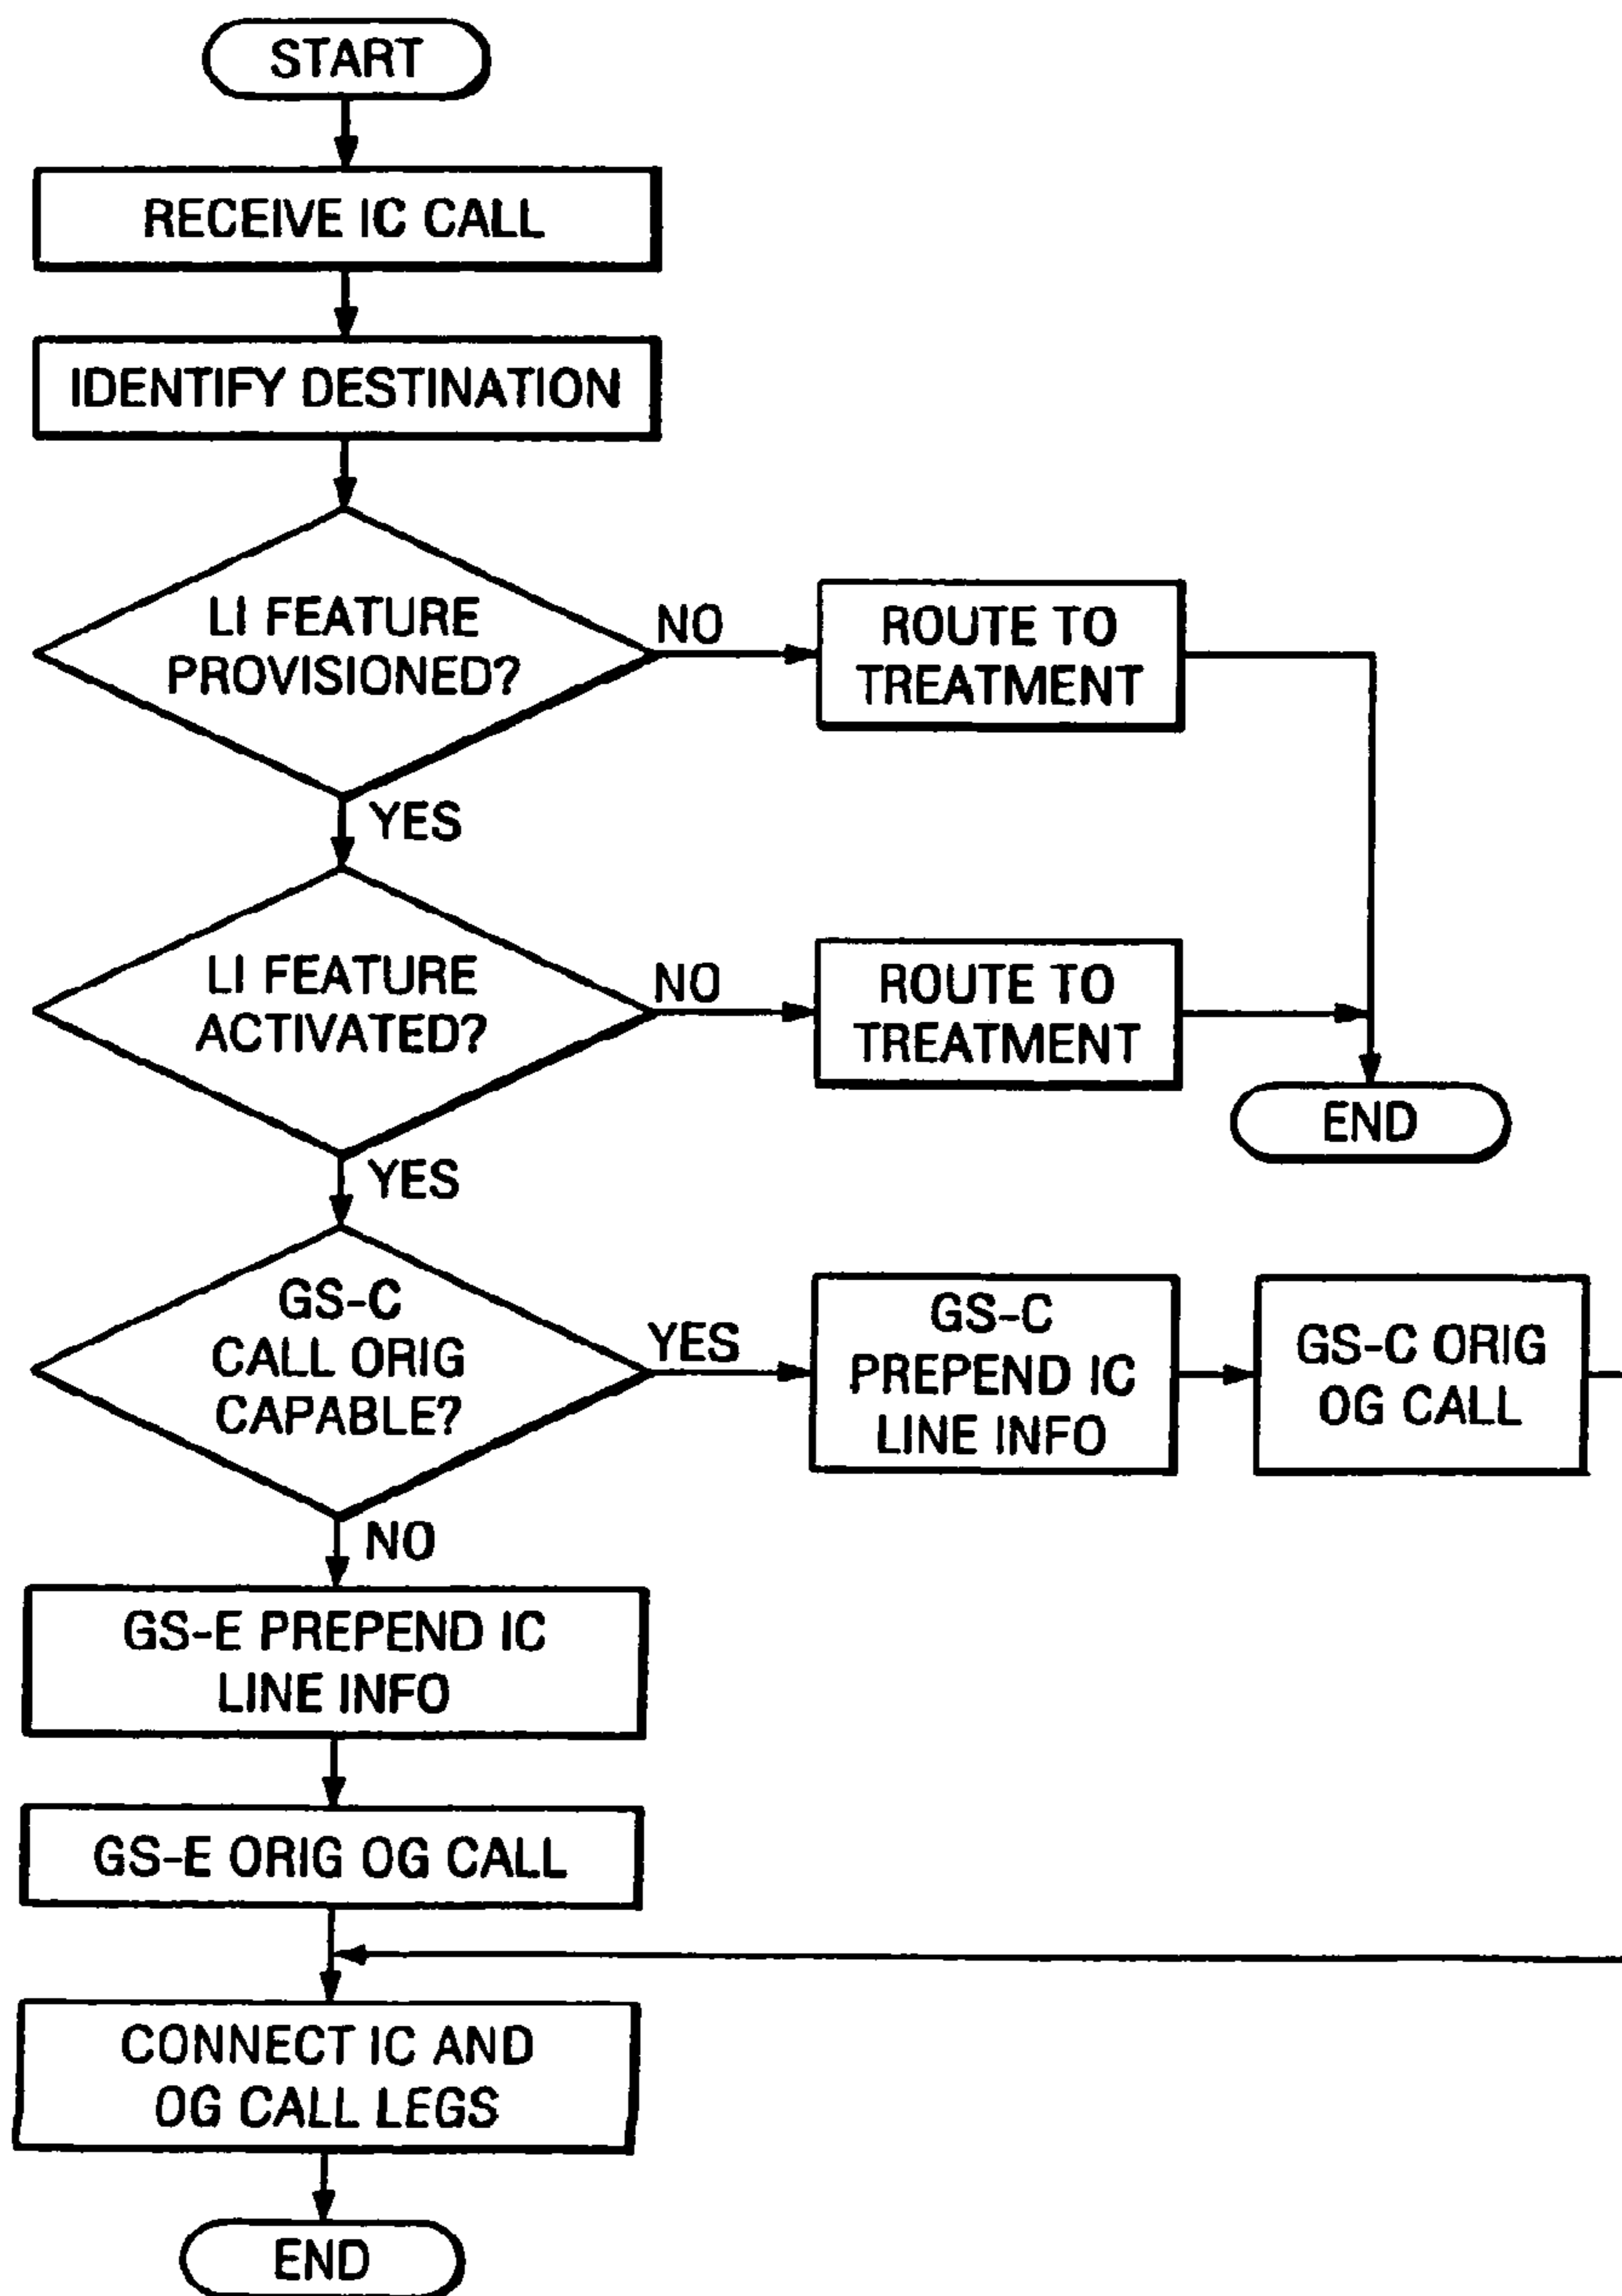 START
RECEIVE IC CALL
IDENTIFY DESTINATION
LI FEATURE
PROVISIONED?
NO
ROUTE TO
TREATMENT
YES
LI FEATURE
ACTIVATED?
NO
ROUTE TO
TREATMENT
END
YES
GS-C
CALL ORIG
CAPABLE?
YES
GS-C
PREPEND IC
LINE INFO
GS-C ORIG
OG CALL
NO
GS-E PREPEND IC
LINE INFO
GS-E ORIG OG CALL
CONNECT IC AND
OG CALL LEGS
END